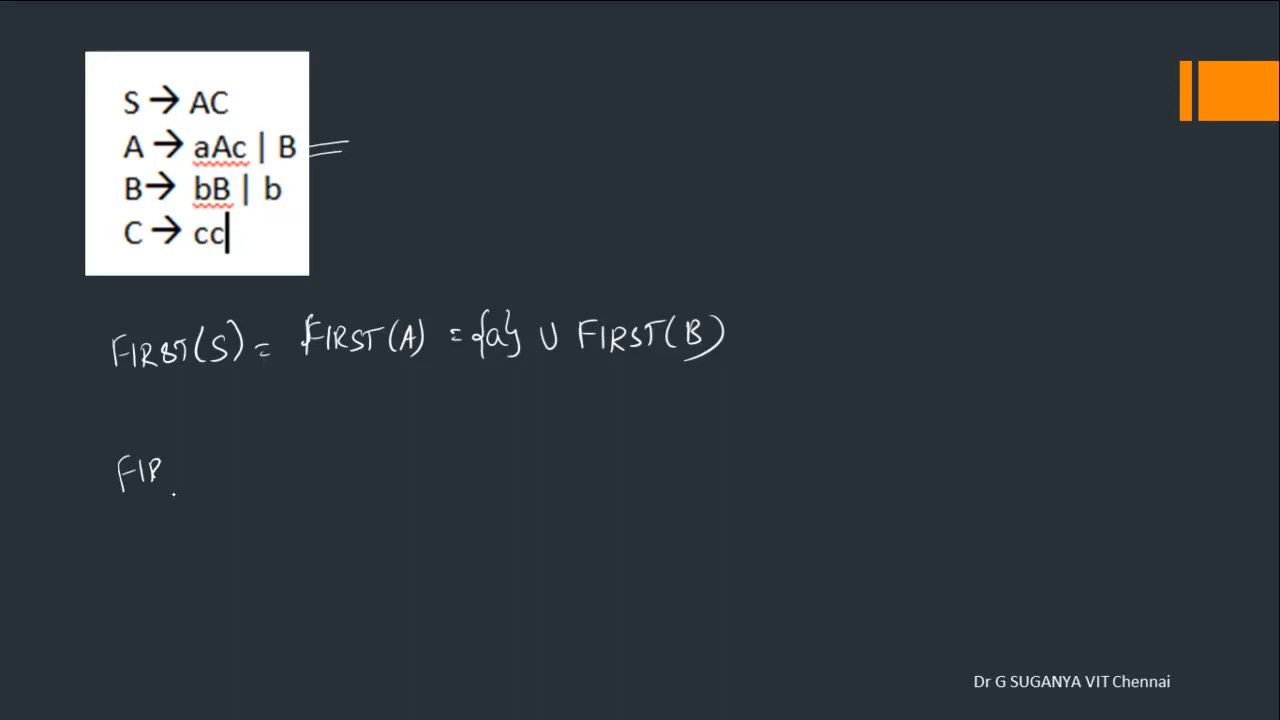 S → AC
A → aAc | B
B→ bB | b
C → cc
FIRST(S) = FIRST(A) = {a} ∪ FIRST(B)
FIR
Dr G SUGANYA VIT Chennai